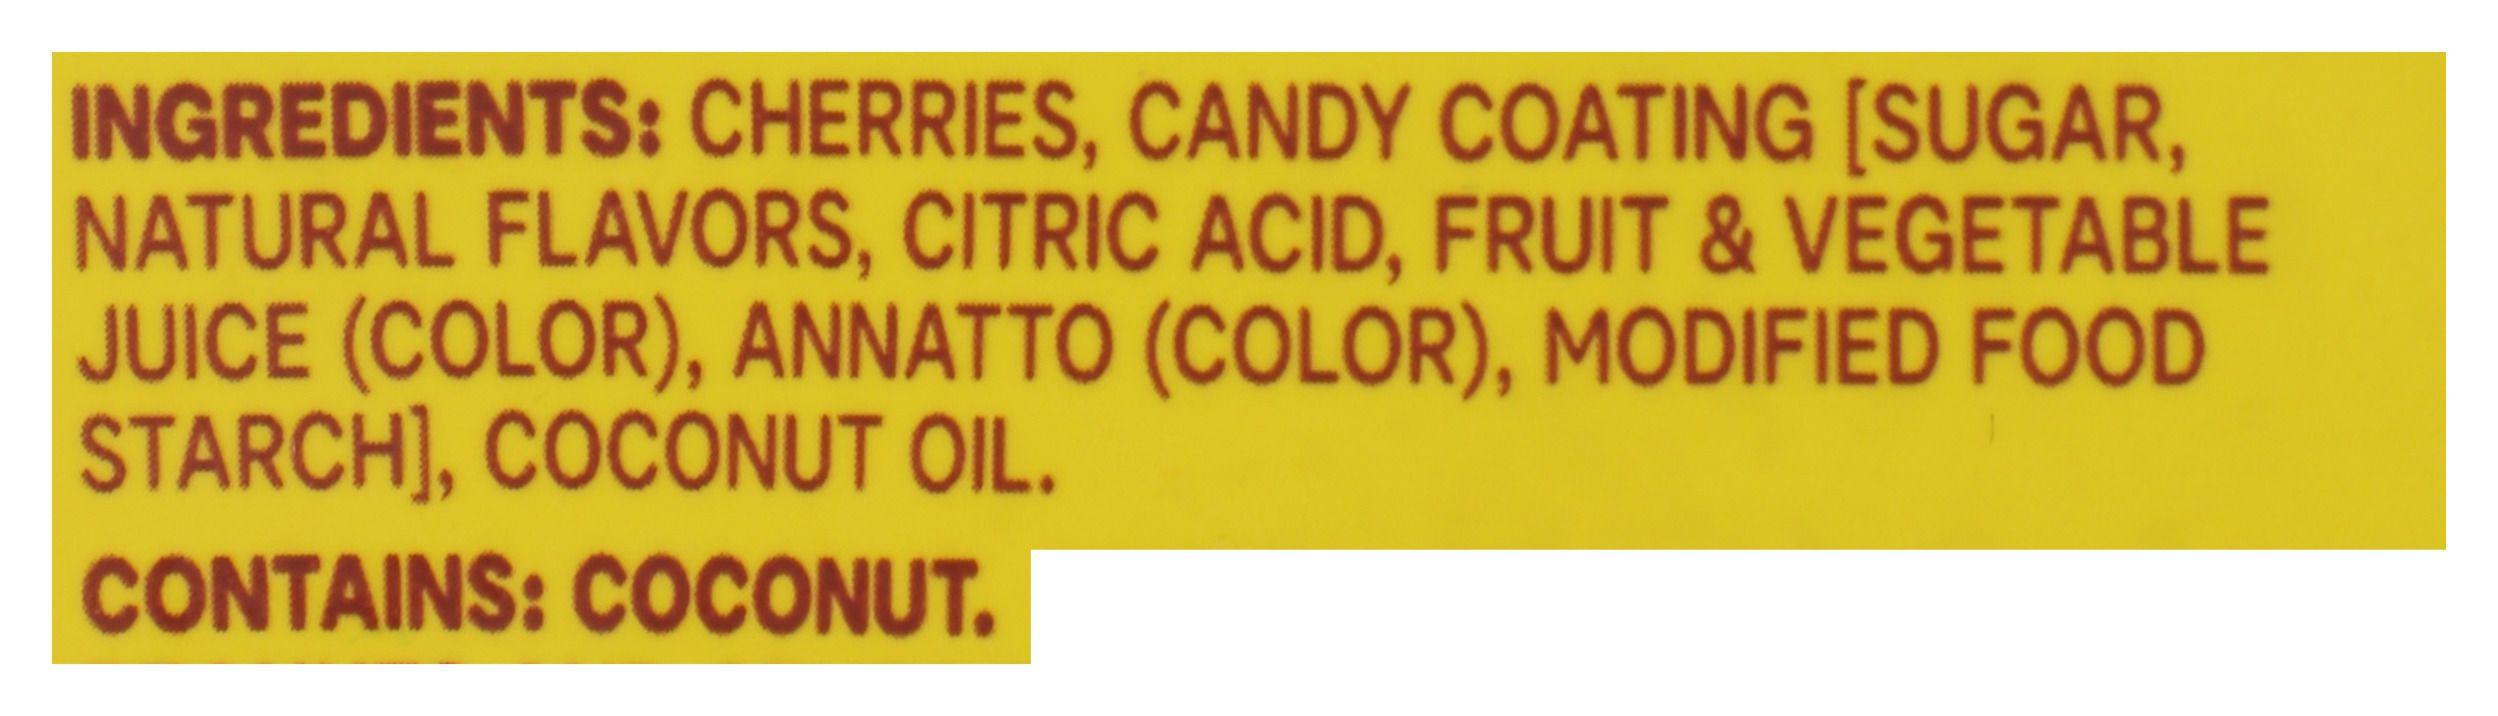 INGREDIENTS: CHERRIES, CANDY COATING [SUGAR,
NATURAL FLAVORS, CITRIC ACID, FRUIT & VEGETABLE
JUICE (COLOR), ANNATTO (COLOR), MODIFIED FOOD
STARCH], COCONUT OIL.
CONTAINS: COCONUT.